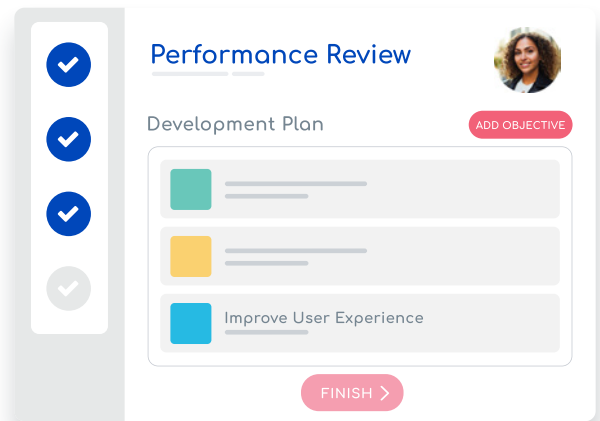 Performance Review
Development Plan
ADD OBJECTIVE
Improve User Experience
FINISH